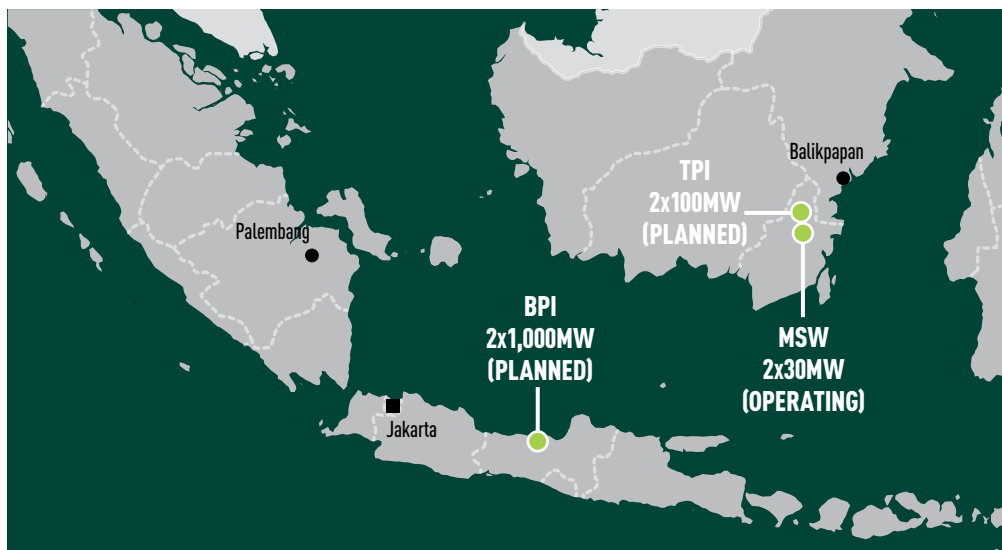 Balikpapan
TPI
2x100MW
(PLANNED)
Palembang
BPI
2x1,000MW
(PLANNED)
MSW
2x30MW
(OPERATING)
Jakarta